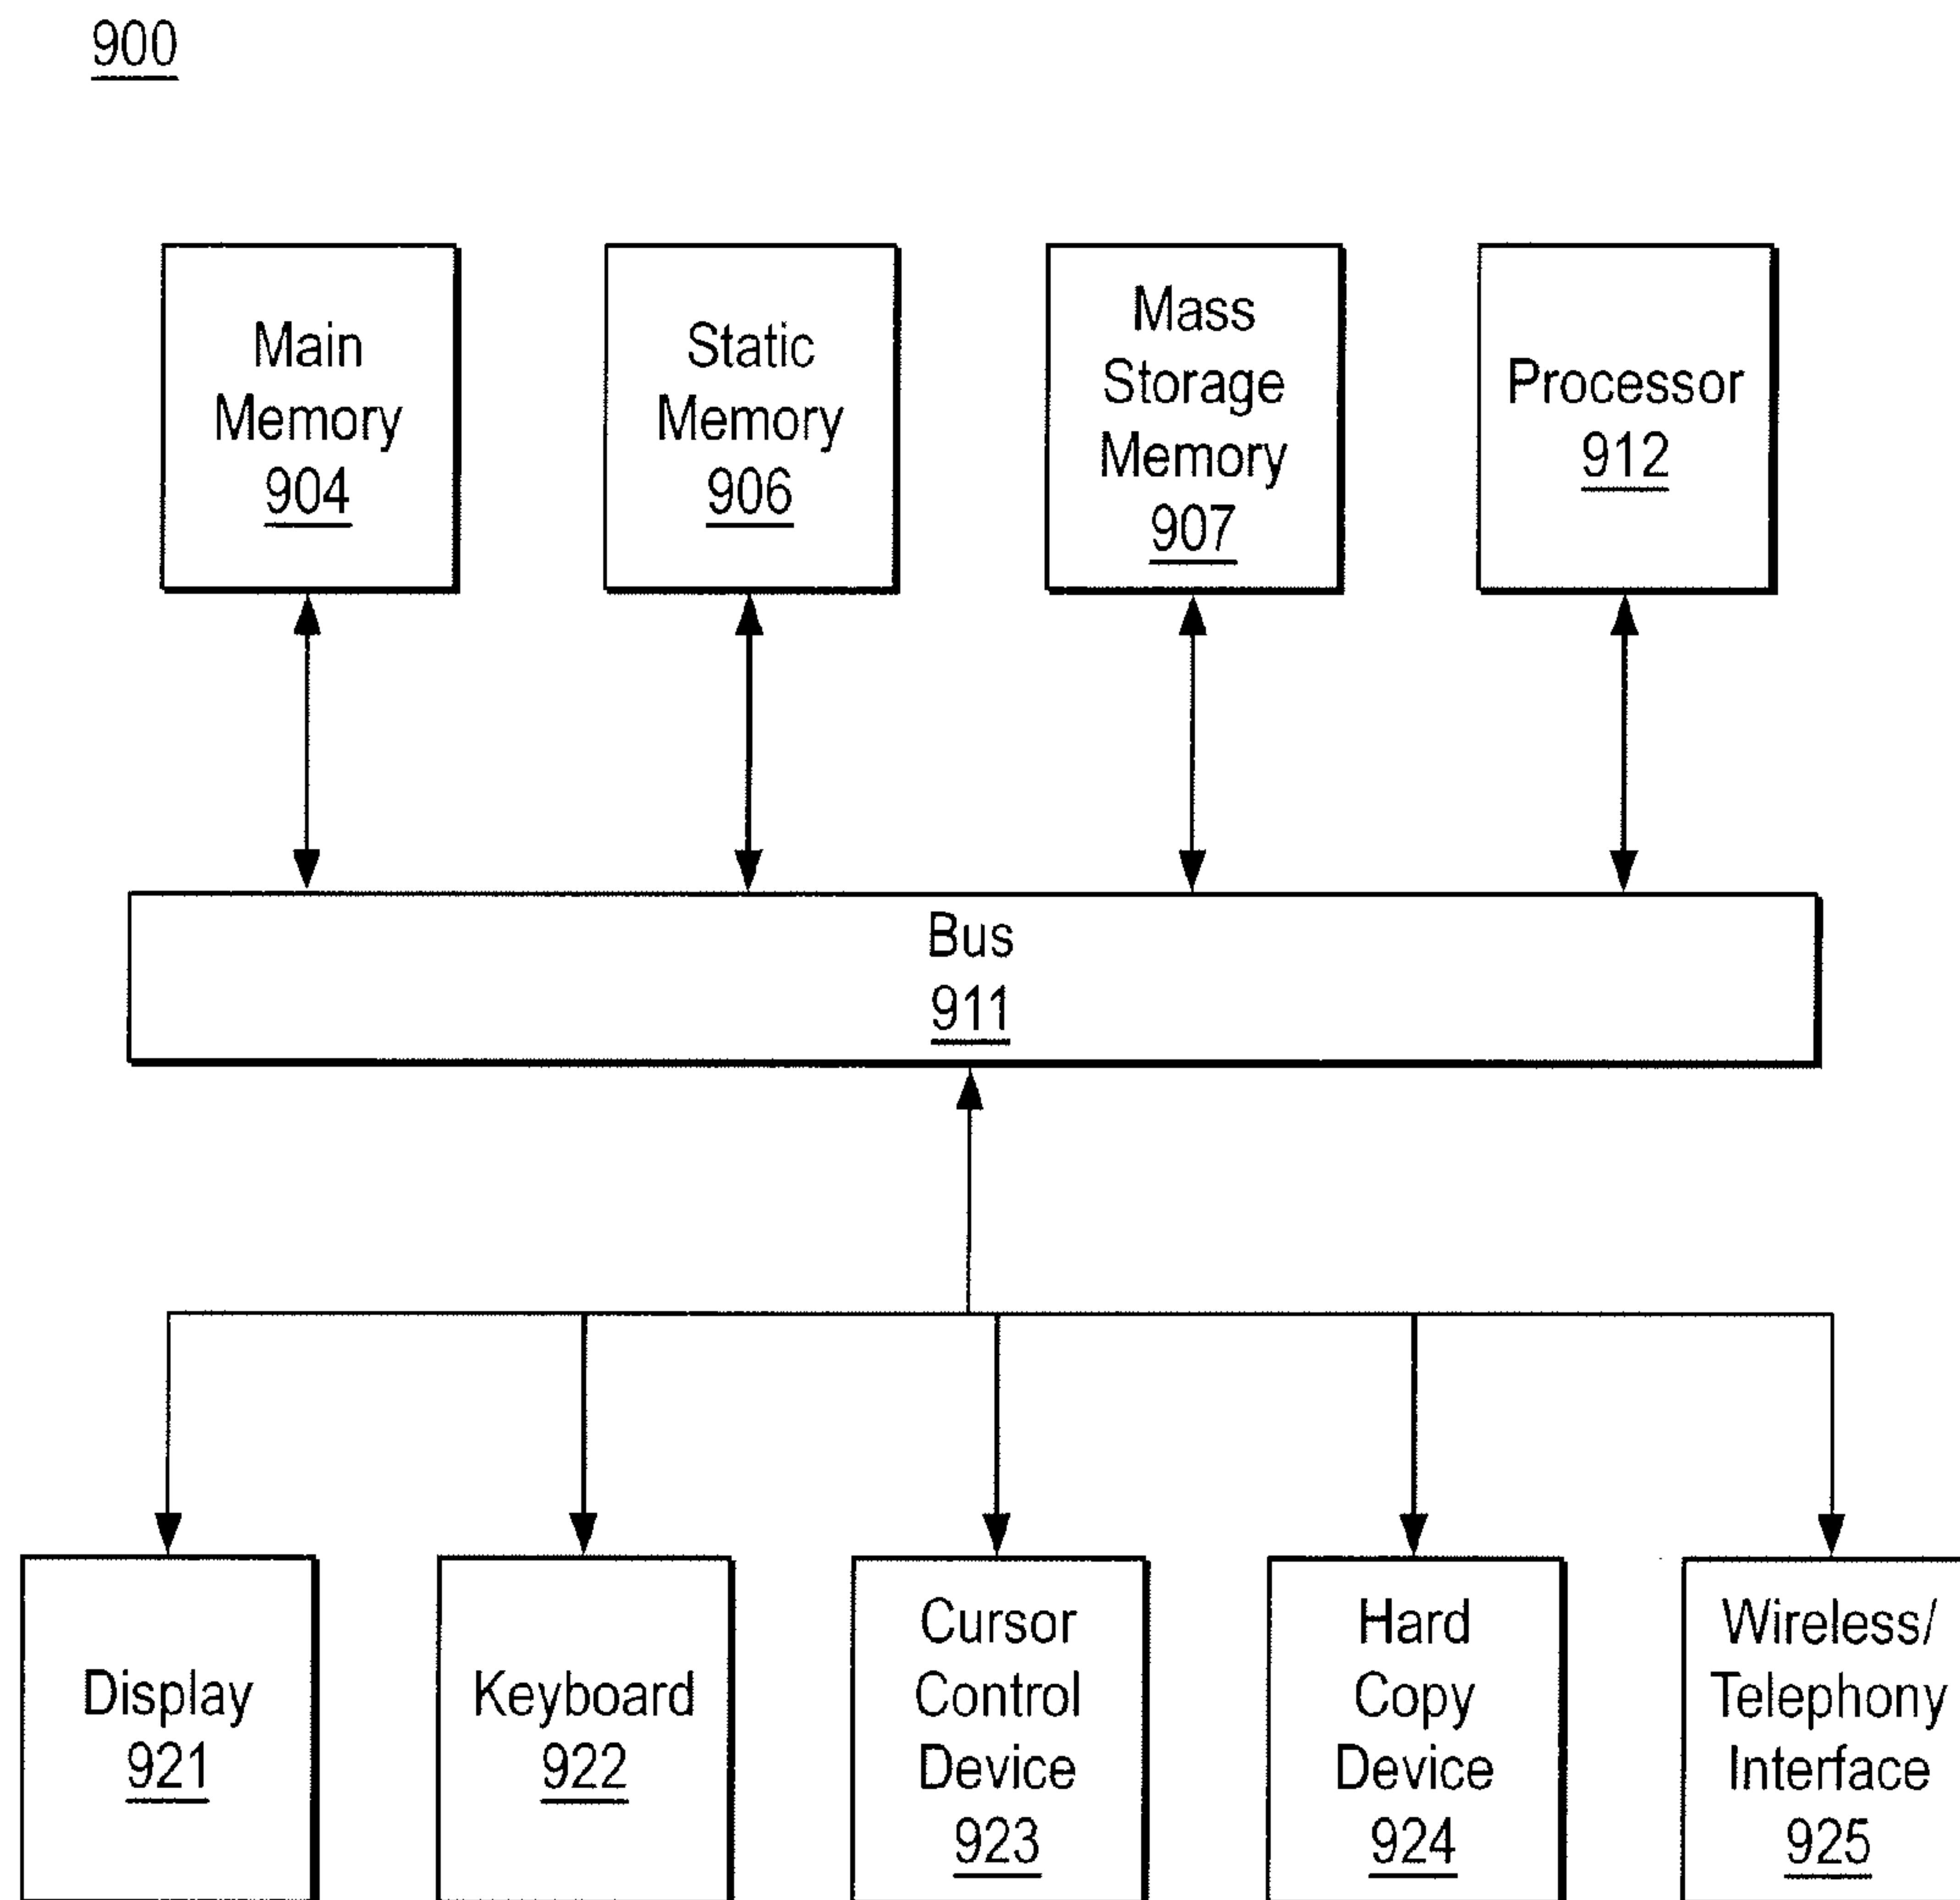 900
Main
Memory
904
Static
Memory
906
Mass
Storage
Memory
907
Processor
912
Bus
911
Display
921
Keyboard
922
Cursor
Control
Device
923
Hard
Copy
Device
924
Wireless/
Telephony
Interface
925